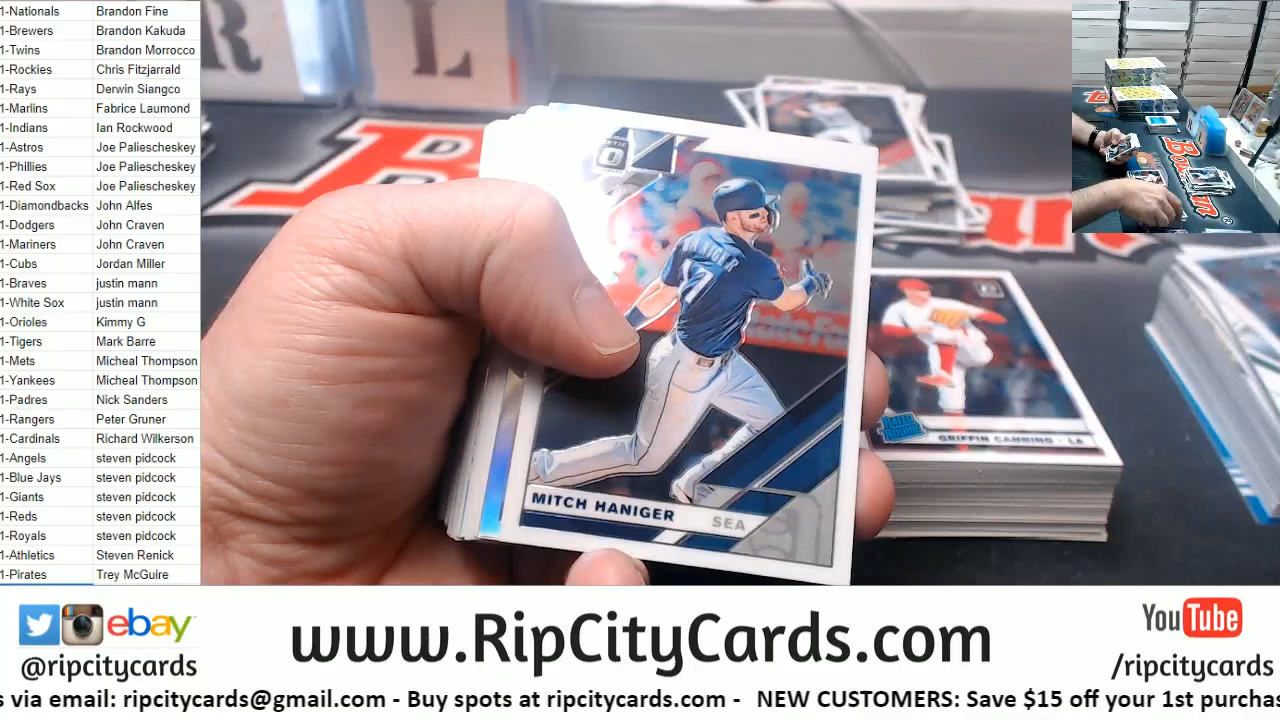 1-Nationals Brandon Fine
1-Brewers Brandon Kakuda
1-Twins Brandon Morrocco
1-Rockies Chris Fitzjarrald
1-Rays Derwin Siangco
1-Marlins Fabrice Laumond
1-Indians Ian Rockwood
1-Astros Joe Paliescheskey
1-Phillies Joe Paliescheskey
1-Red Sox Joe Paliescheskey
1-Diamondbacks John Alfes
1-Dodgers John Craven
1-Mariners John Craven
1-Cubs Jordan Miller
1-Braves justin mann
1-White Sox justin mann
1-Orioles Kimmy G
1-Tigers Mark Barre
1-Mets Micheal Thompson
1-Yankees Micheal Thompson
1-Padres Nick Sanders
1-Rangers Peter Gruner
1-Cardinals Richard Wilkerson
1-Angels steven pidcock
1-Blue Jays steven pidcock
1-Giants steven pidcock
1-Reds steven pidcock
1-Royals steven pidcock
1-Athletics Steven Renick
1-Pirates Trey McGuire
L
HANIGER
17
MITCH HANIGER SEA
RATED ROOKIE
GRIFFIN CANNING - LA
Bowman
ebay
@ripcitycards
www.RipCityCards.com
YouTube
/ripcitycards
s via email: ripcitycards@gmail.com - Buy spots at ripcitycards.com - NEW CUSTOMERS: Save $15 off your 1st purcha